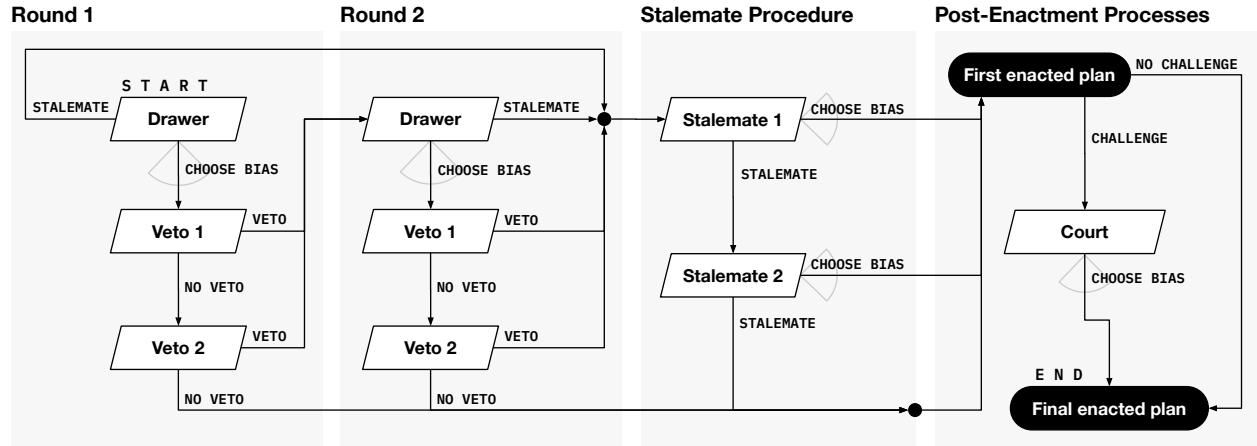 Round 1
Round 2
Stalemate Procedure
Post-Enactment Processes
S T A R T
STALEMATE
Drawer
CHOOSE BIAS
Veto 1
VETO
NO VETO
Veto 2
VETO
NO VETO
Drawer
STALEMATE
CHOOSE BIAS
Veto 1
VETO
NO VETO
Veto 2
VETO
NO VETO
Stalemate 1
CHOOSE BIAS
STALEMATE
Stalemate 2
CHOOSE BIAS
STALEMATE
First enacted plan
NO CHALLENGE
CHALLENGE
Court
CHOOSE BIAS
E N D
Final enacted plan